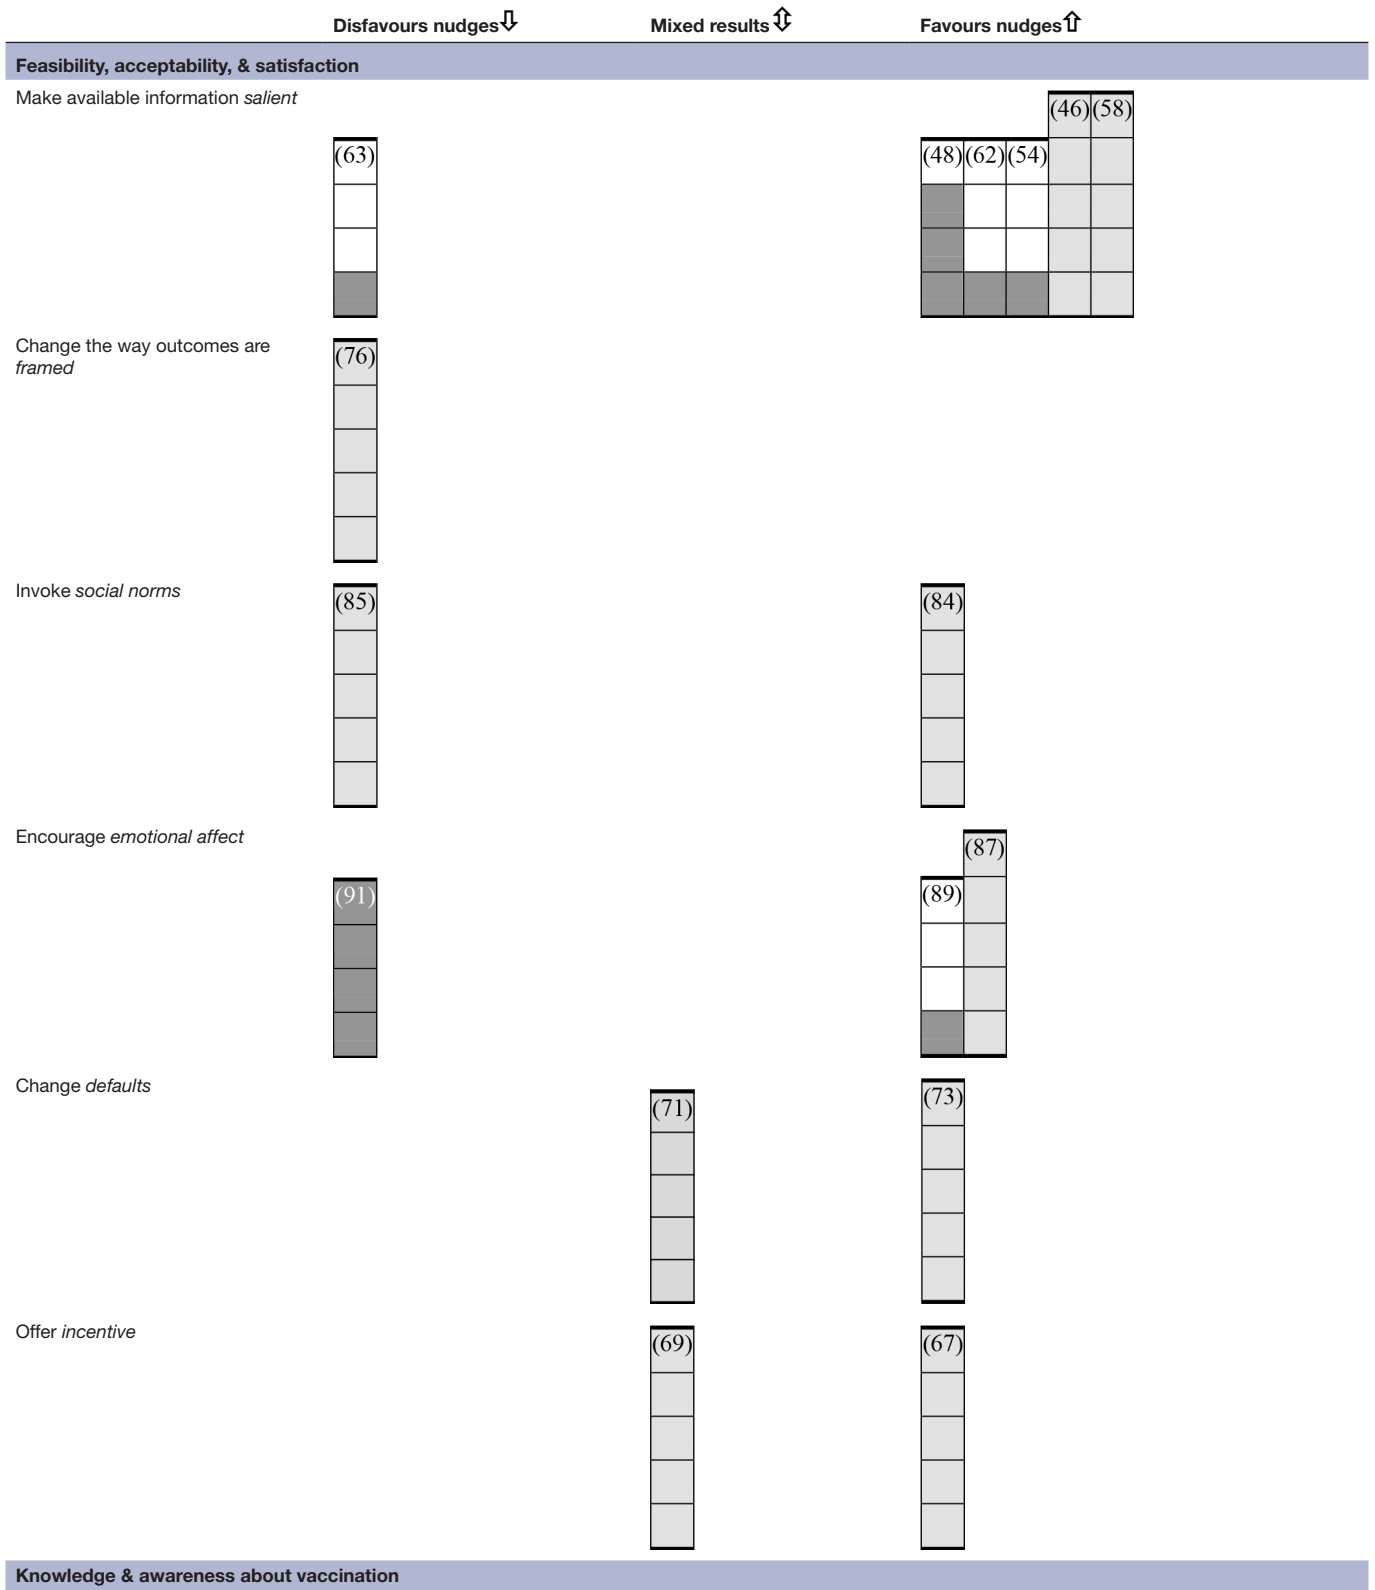 Disfavours nudges⇩ Mixed results⇕ Favours nudges⇧
Feasibility, acceptability, & satisfaction
Make available information salient
(46) (58)
(63) (48) (62) (54)
Change the way outcomes are
framed
(76)
Invoke social norms
(85) (84)
Encourage emotional affect
(87)
(91) (89)
Change defaults
(71) (73)
Offer incentive
(69) (67)
Knowledge & awareness about vaccination